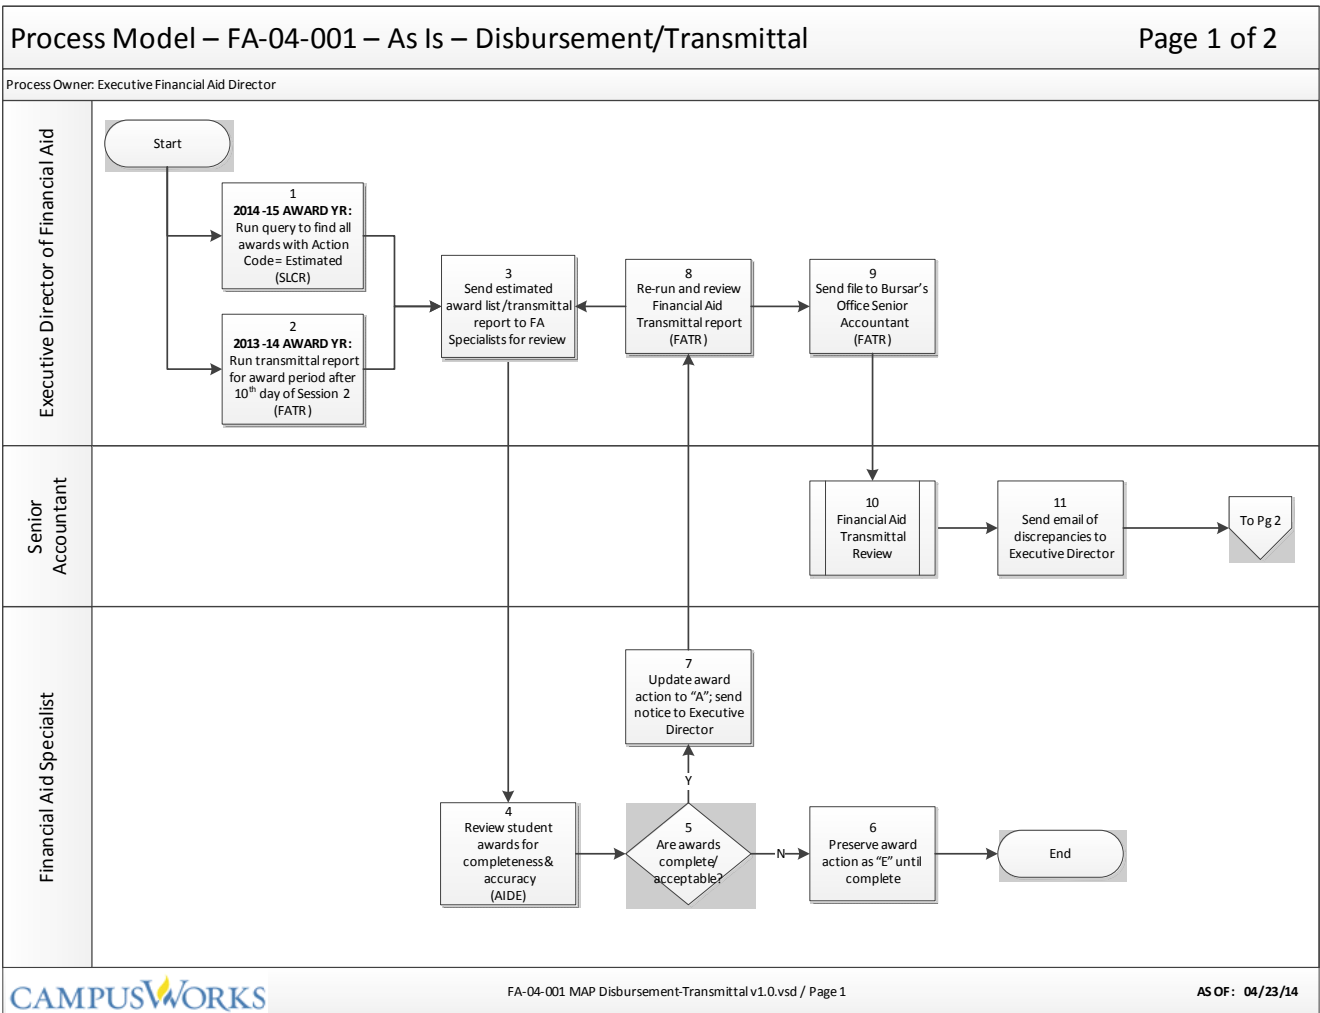 Process Model – FA-04-001 – As Is – Disbursement/Transmittal
Page 1 of 2
Process Owner: Executive Financial Aid Director
Executive Director of Financial Aid
Start
1
2014-15 AWARD YR:
Run query to find all
awards with Action
Code= Estimated
(SLCR)
2
2013-14 AWARD YR:
Run transmittal report
for award period after
10th day of Session 2
(FATR)
3
Send estimated
award list/transmittal
report to FA
Specialists for review
8
Re-run and review
Financial Aid
Transmittal report
(FATR)
9
Send file to Bursar's
Office Senior
Accountant
(FATR)
Senior
Accountant
10
Financial Aid
Transmittal
Review
11
Send email of
discrepancies to
Executive Director
To Pg 2
Financial Aid Specialist
7
Update award
action to “A”; send
notice to Executive
Director
Y
4
Review student
awards for
completeness&
accuracy
(AIDE)
5
Are awards
complete/
acceptable?
N
6
Preserve award
action as “E” until
complete
End
CAMPUSWORKS
FA-04-001 MAP Disbursement-Transmittal v1.0.vsd / Page 1
AS OF: 04/23/14